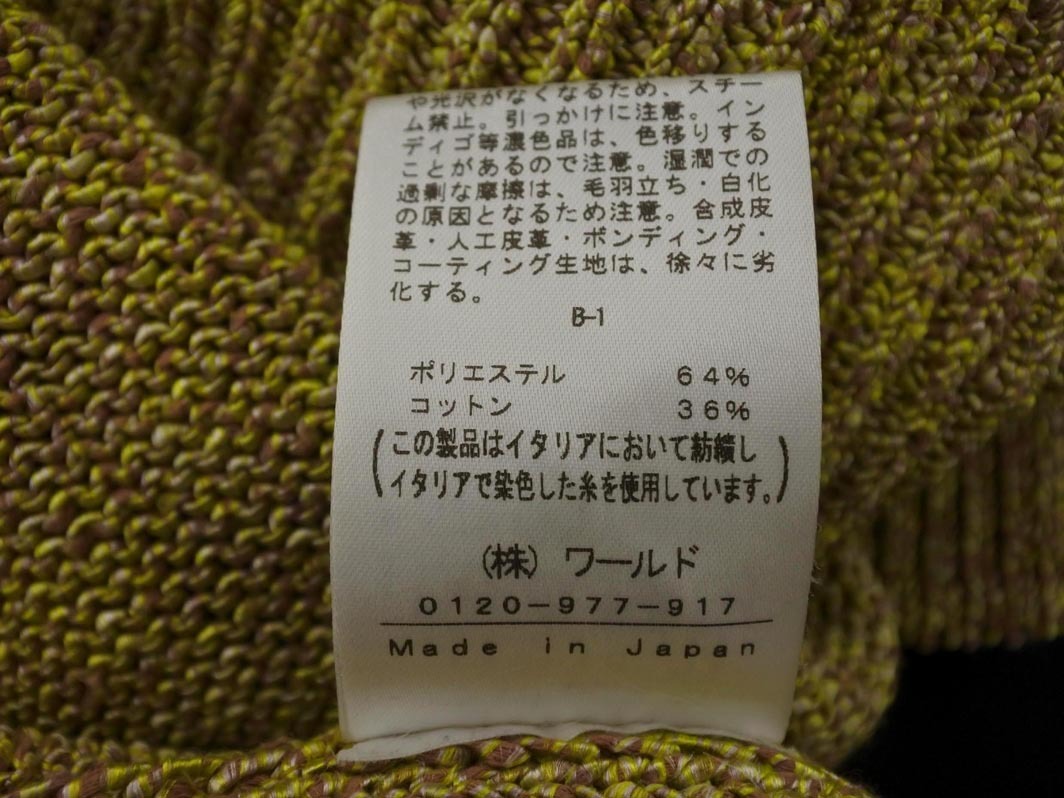 や光沢がなくなるため、スチー
ム禁止。引っかけに注意。イン
ディゴ等濃色品は、色移りする
ことがあるので注意。湿潤での
過剰な摩擦は、毛羽立ち・白化
の原因となるため注意。合成皮
革・人工皮革・ボンディング・
コーティング生地は、徐々に劣
化する。
B-1
ポリエステル 64%
コットン 36%
(この製品はイタリアにおいて紡績し
イタリアで染色した糸を使用しています。)
(株) ワールド
0120-977-917
Made in Japan